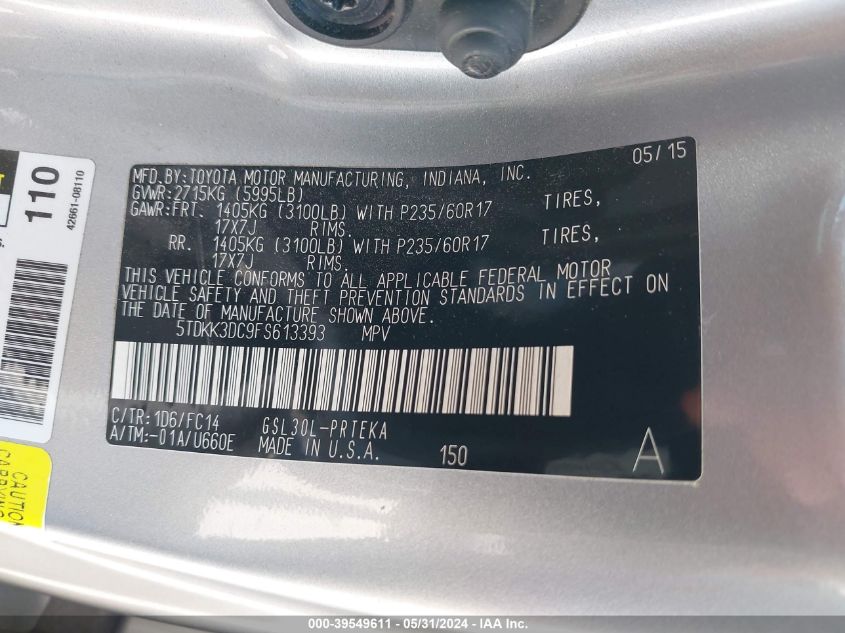 05/15
MFD.BY:TOYOTA MOTOR MANUFACTURING, INDIANA, INC.
GVWR:2715KG (5995LB)
GAWR:FRT. 1405KG (3100LB) WITH P235/60R17 TIRES,
17X7J RIMS.
RR. 1405KG (3100LB) WITH P235/60R17 TIRES,
17X7J RIMS.
THIS VEHICLE CONFORMS TO ALL APPLICABLE FEDERAL MOTOR
VEHICLE SAFETY AND THEFT PREVENTION STANDARDS IN EFFECT ON
THE DATE OF MANUFACTURE SHOWN ABOVE.
5TDKK3DC9FS613393 MPV
C/TR:1D6/FC14 GSL30L-PRTEKA
A/TM:-01A/U660E MADE IN U.S.A. 150 A
110
42661-08110
CAUTION
000-39549611 - 05/31/2024 - IAA Inc.